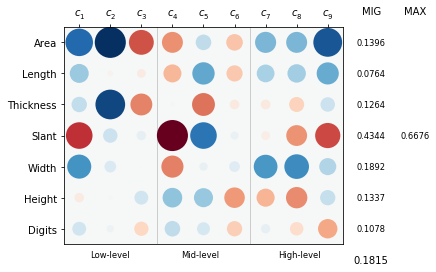 c₁ c₂ c₃ c₄ c₅ c₆ c₇ c₈ c₉ MIG MAX
Area 0.1396
Length 0.0764
Thickness 0.1264
Slant 0.4344 0.6676
Width 0.1892
Height 0.1337
Digits 0.1078
Low-level Mid-level High-level
0.1815